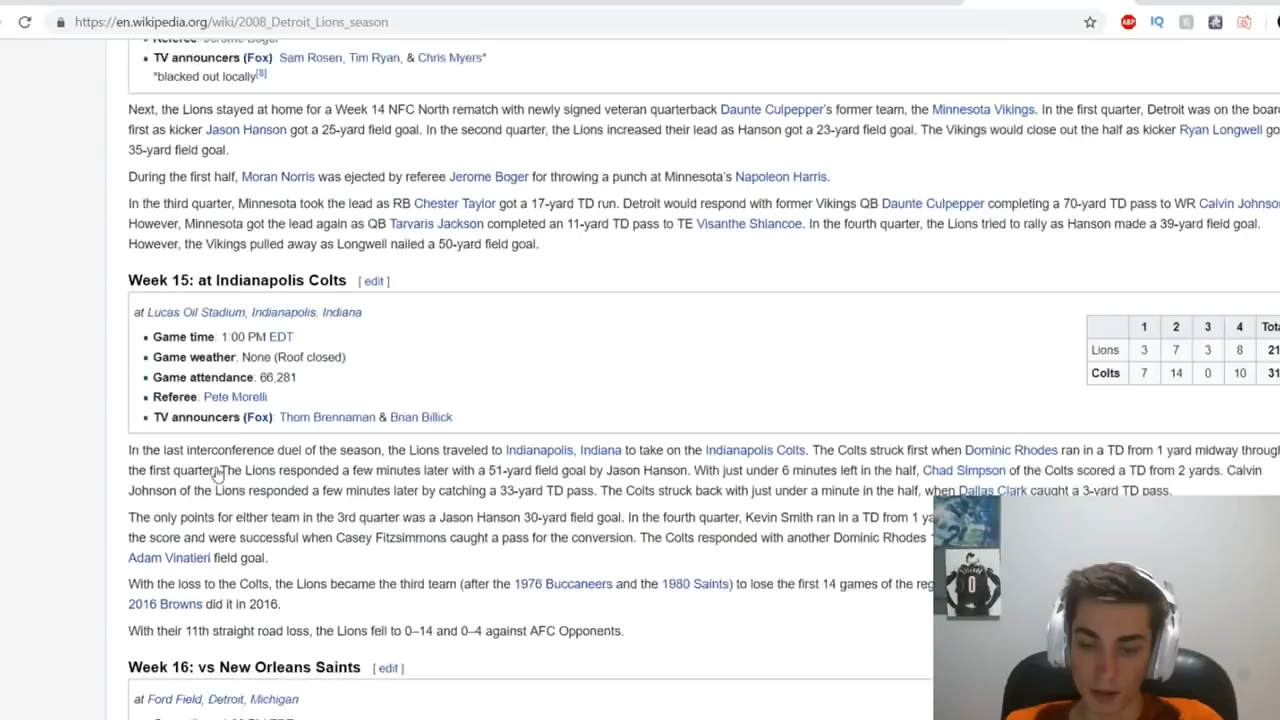 https://en.wikipedia.org/wiki/2008_Detroit_Lions_season
ABP
IQ
Referee: Jerome Boger
TV announcers (Fox) Sam Rosen, Tim Ryan, & Chris Myers"
"blacked out locally[8]
Next, the Lions stayed at home for a Week 14 NFC North rematch with newly signed veteran quarterback Daunte Culpepper's former team, the Minnesota Vikings. In the first quarter, Detroit was on the board
first as kicker Jason Hanson got a 25-yard field goal. In the second quarter, the Lions increased their lead as Hanson got a 23-yard field goal. The Vikings would close out the half as kicker Ryan Longwell go
35-yard field goal.
During the first half, Moran Norris was ejected by referee Jerome Boger for throwing a punch at Minnesota's Napoleon Harris.
In the third quarter, Minnesota took the lead as RB Chester Taylor got a 17-yard TD run. Detroit would respond with former Vikings QB Daunte Culpepper completing a 70-yard TD pass to WR Calvin Johnso
However, Minnesota got the lead again as QB Tarvaris Jackson completed an 11-yard TD pass to TE Visanthe Shiancoe. In the fourth quarter, the Lions tried to rally as Hanson made a 39-yard field goal.
However, the Vikings pulled away as Longwell nailed a 50-yard field goal.
Week 15: at Indianapolis Colts [ edit ]
at Lucas Oil Stadium, Indianapolis, Indiana
Game time: 1:00 PM EDT
Game weather: None (Roof closed)
Game attendance: 66,281
Referee: Pete Morelli
TV announcers (Fox): Thom Brennaman & Brian Billick
1 2 3 4 Tota
Lions 3 7 3 8 21
Colts 7 14 0 10 31
In the last interconference duel of the season, the Lions traveled to Indianapolis, Indiana to take on the Indianapolis Colts. The Colts struck first when Dominic Rhodes ran in a TD from 1 yard midway through
the first quarter. The Lions responded a few minutes later with a 51-yard field goal by Jason Hanson. With just under 6 minutes left in the half, Chad Simpson of the Colts scored a TD from 2 yards. Calvin
Johnson of the Lions responded a few minutes later by catching a 33-yard TD pass. The Colts struck back with just under a minute in the half, when Dallas Clark caught a 3-yard TD pass.
The only points for either team in the 3rd quarter was a Jason Hanson 30-yard field goal. In the fourth quarter, Kevin Smith ran in a TD from 1 ya
the score and were successful when Casey Fitzsimmons caught a pass for the conversion. The Colts responded with another Dominic Rhodes
Adam Vinatieri field goal.
With the loss to the Colts, the Lions became the third team (after the 1976 Buccaneers and the 1980 Saints) to lose the first 14 games of the reg
2016 Browns did it in 2016.
With their 11th straight road loss, the Lions fell to 0–14 and 0–4 against AFC Opponents.
Week 16: vs New Orleans Saints [ edit ]
at Ford Field, Detroit, Michigan
0